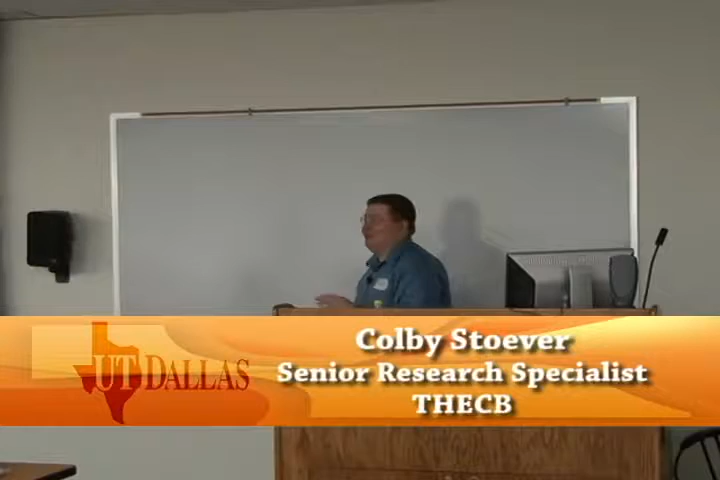 UT DALLAS
Colby Stoever
Senior Research Specialist
THECB